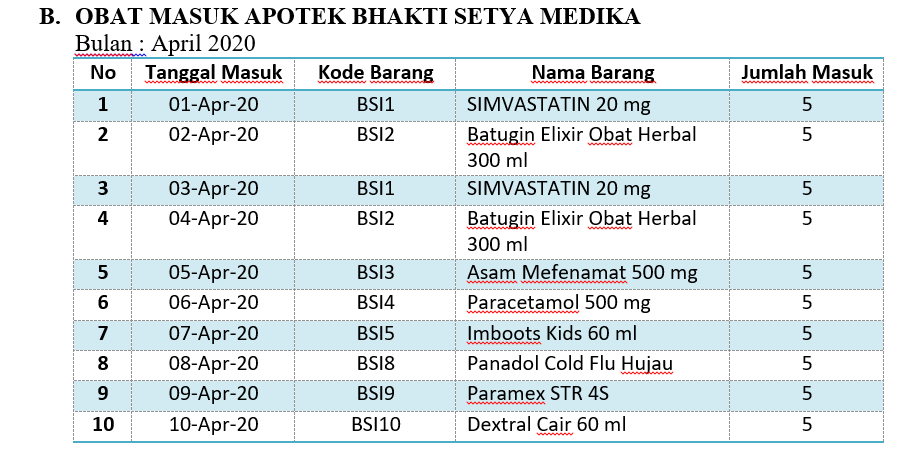 B. OBAT MASUK APOTEK BHAKTI SETYA MEDIKA
Bulan : April 2020
No Tanggal Masuk Kode Barang Nama Barang Jumlah Masuk
1 01-Apr-20 BSI1 SIMVASTATIN 20 mg 5
2 02-Apr-20 BSI2 Batugin Elixir Obat Herbal 5
300 ml
3 03-Apr-20 BSI1 SIMVASTATIN 20 mg 5
4 04-Apr-20 BSI2 Batugin Elixir Obat Herbal 5
300 ml
5 05-Apr-20 BSI3 Asam Mefenamat 500 mg 5
6 06-Apr-20 BSI4 Paracetamol 500 mg 5
7 07-Apr-20 BSI5 Imboots Kids 60 ml 5
8 08-Apr-20 BSI8 Panadol Cold Flu Hujau 5
9 09-Apr-20 BSI9 Paramex STR 4S 5
10 10-Apr-20 BSI10 Dextral Cair 60 ml 5